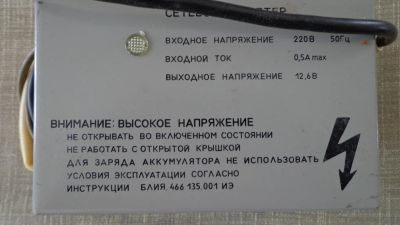 ВХОДНОЕ НАПРЯЖЕНИЕ 220В 50Гц
ВХОДНОЙ ТОК 0,5А max
ВЫХОДНОЕ НАПРЯЖЕНИЕ 12,6В
ВНИМАНИЕ: ВЫСОКОЕ НАПРЯЖЕНИЕ
НЕ ОТКРЫВАТЬ ВО ВКЛЮЧЕННОМ СОСТОЯНИИ
НЕ РАБОТАТЬ С ОТКРЫТОЙ КРЫШКОЙ
ДЛЯ ЗАРЯДА АККУМУЛЯТОРА НЕ ИСПОЛЬЗОВАТЬ
УСЛОВИЯ ЭКСПЛУАТАЦИИ СОГЛАСНО
ИНСТРУКЦИИ БЛИЯ. 466 135.001 ИЭ